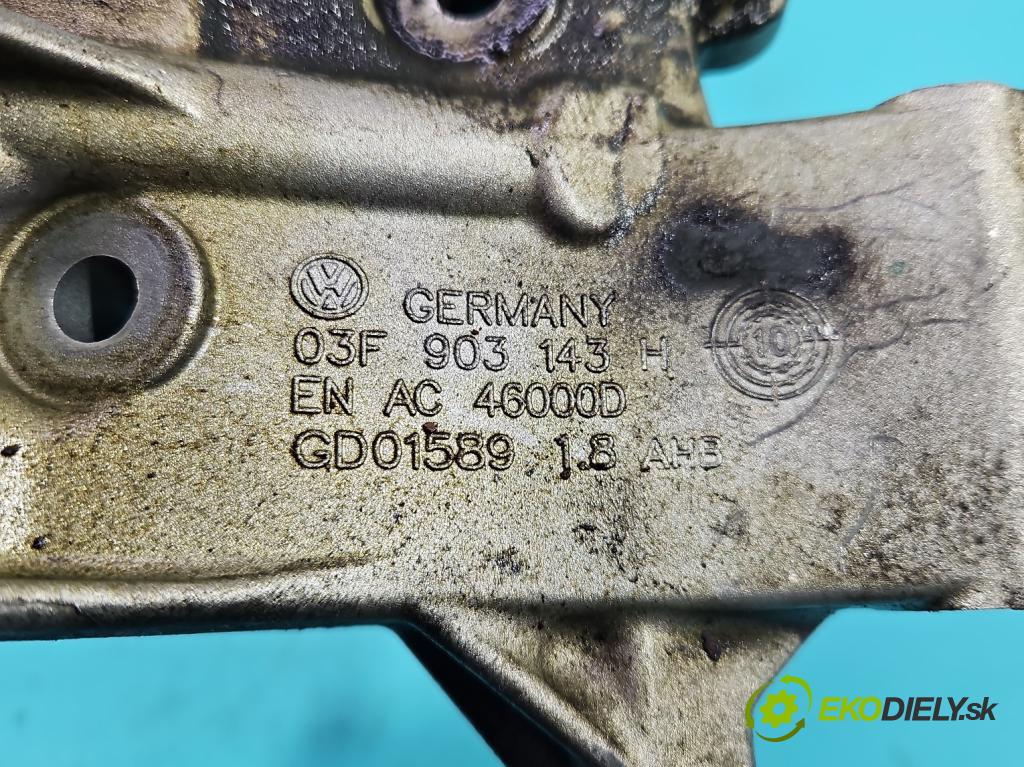 GERMANY
03F 903 143 H
EN AC 46000D
GD01589 1.8 AHB
10
EKODIELY.sk